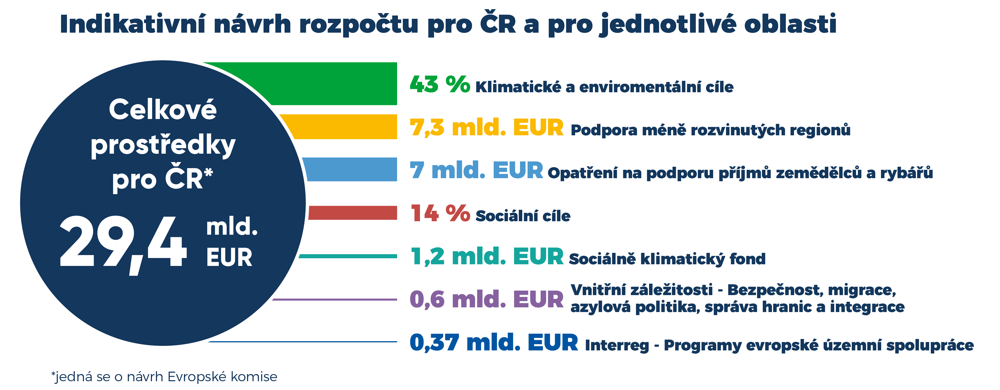 Indikativní návrh rozpočtu pro ČR a pro jednotlivé oblasti
Celkové
prostředky
pro ČR*
29,4 mld.
EUR
43 % Klimatické a enviromentální cíle
7,3 mld. EUR Podpora méně rozvinutých regionů
7 mld. EUR Opatření na podporu příjmů zemědělců a rybářů
14 % Sociální cíle
1,2 mld. EUR Sociálně klimatický fond
0,6 mld. EUR Vnitřní záležitosti - Bezpečnost, migrace,
azylová politika, správa hranic a integrace
0,37 mld. EUR Interreg - Programy evropské územní spolupráce
*jedná se o návrh Evropské komise